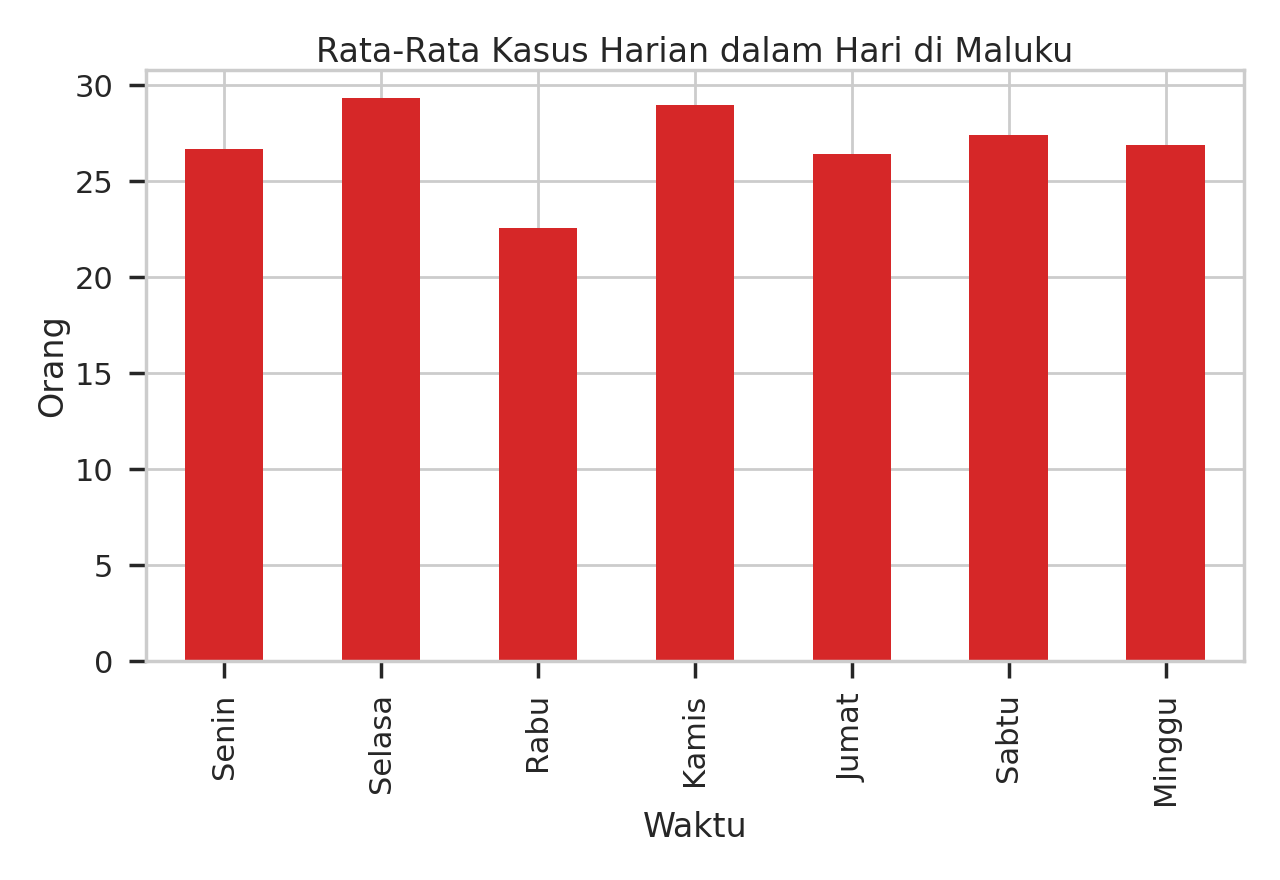 Rata-Rata Kasus Harian dalam Hari di Maluku
30
25
20
15
10
5
0
Orang
Senin
Selasa
Rabu
Kamis
Jumat
Sabtu
Minggu
Waktu